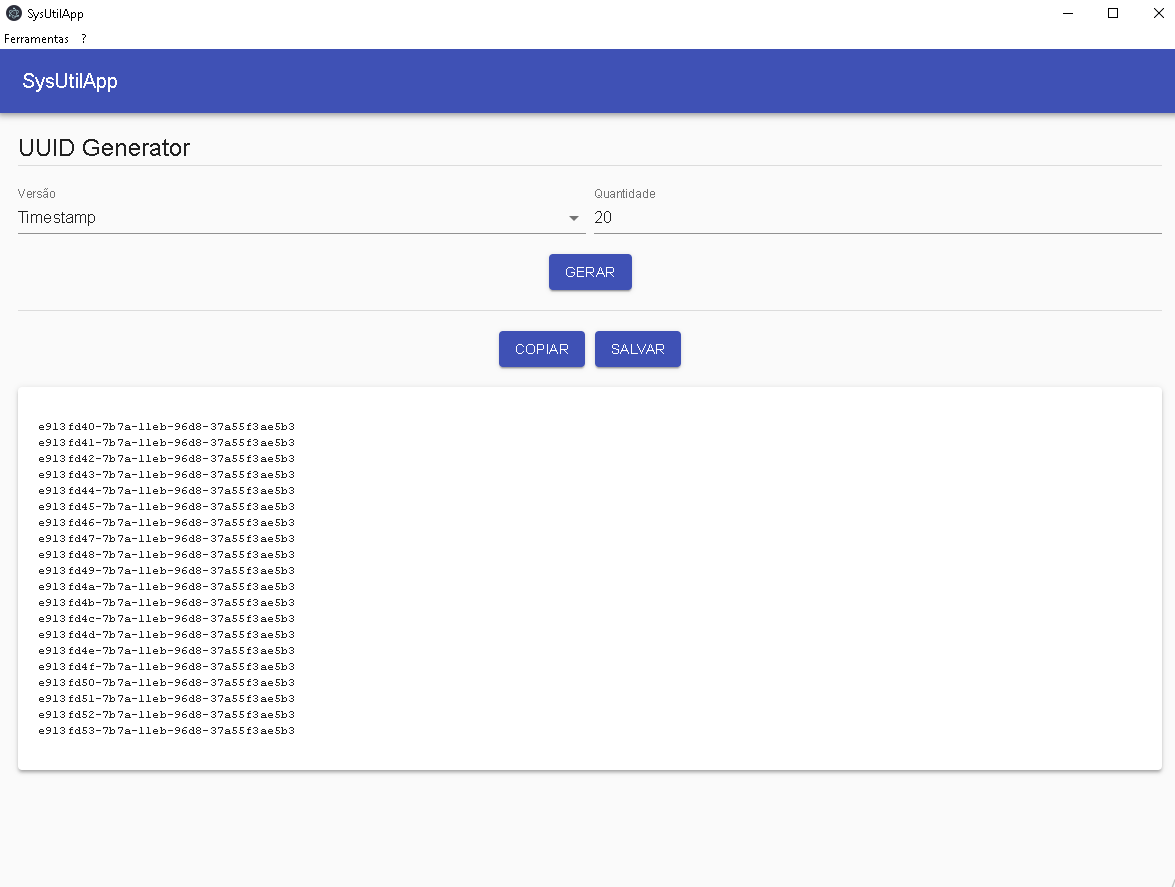 SysUtilApp
Ferramentas ?
SysUtilApp
UUID Generator
Versão Quantidade
Timestamp 20
GERAR
COPIAR SALVAR
e913fd40-7b7a-11eb-96d8-37a55f3ae5b3
e913fd41-7b7a-11eb-96d8-37a55f3ae5b3
e913fd42-7b7a-11eb-96d8-37a55f3ae5b3
e913fd43-7b7a-11eb-96d8-37a55f3ae5b3
e913fd44-7b7a-11eb-96d8-37a55f3ae5b3
e913fd45-7b7a-11eb-96d8-37a55f3ae5b3
e913fd46-7b7a-11eb-96d8-37a55f3ae5b3
e913fd47-7b7a-11eb-96d8-37a55f3ae5b3
e913fd48-7b7a-11eb-96d8-37a55f3ae5b3
e913fd49-7b7a-11eb-96d8-37a55f3ae5b3
e913fd4a-7b7a-11eb-96d8-37a55f3ae5b3
e913fd4b-7b7a-11eb-96d8-37a55f3ae5b3
e913fd4c-7b7a-11eb-96d8-37a55f3ae5b3
e913fd4d-7b7a-11eb-96d8-37a55f3ae5b3
e913fd4e-7b7a-11eb-96d8-37a55f3ae5b3
e913fd4f-7b7a-11eb-96d8-37a55f3ae5b3
e913fd50-7b7a-11eb-96d8-37a55f3ae5b3
e913fd51-7b7a-11eb-96d8-37a55f3ae5b3
e913fd52-7b7a-11eb-96d8-37a55f3ae5b3
e913fd53-7b7a-11eb-96d8-37a55f3ae5b3